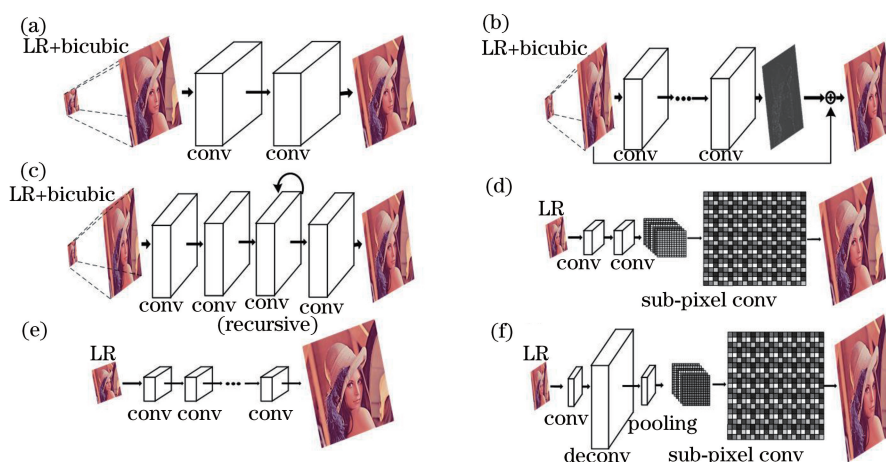 (a)
LR+bicubic
conv
conv
(b)
LR+bicubic
conv
conv
(c)
LR+bicubic
conv
conv
conv
(recursive)
conv
(d)
LR
conv
conv
sub-pixel conv
(e)
LR
conv
conv
conv
(f)
LR
conv
deconv
pooling
sub-pixel conv